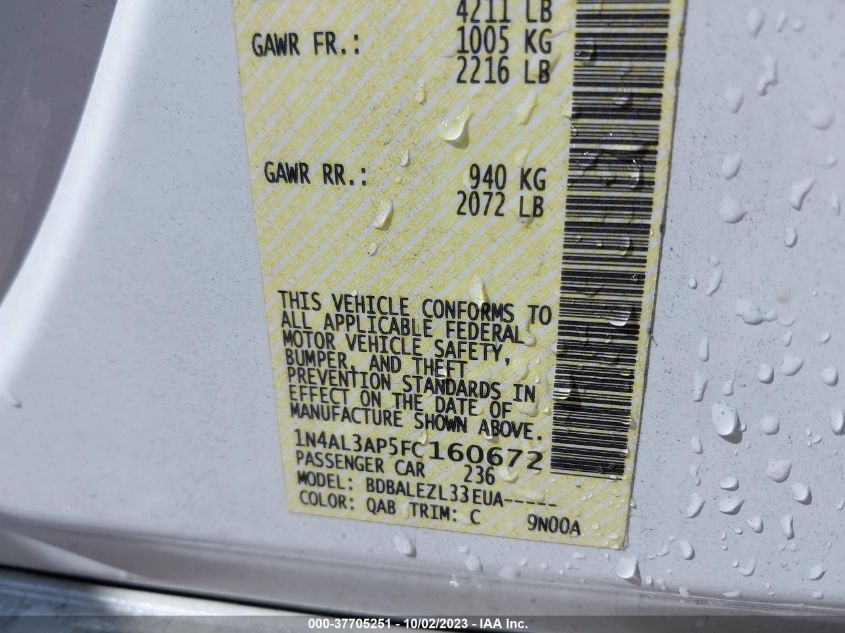 4211 LB
GAWR FR.: 1005 KG
2216 LB
GAWR RR.: 940 KG
2072 LB
THIS VEHICLE CONFORMS TO
ALL APPLICABLE FEDERAL
MOTOR VEHICLE SAFETY,
BUMPER, AND THEFT
PREVENTION STANDARDS IN
EFFECT ON THE DATE OF
MANUFACTURE SHOWN ABOVE.
1N4AL3AP5FC160672
PASSENGER CAR 236
MODEL: BDBALEZL33EUA-----
COLOR: QAB TRIM: C 9N00A
000-37705251 - 10/02/2023 - IAA Inc.